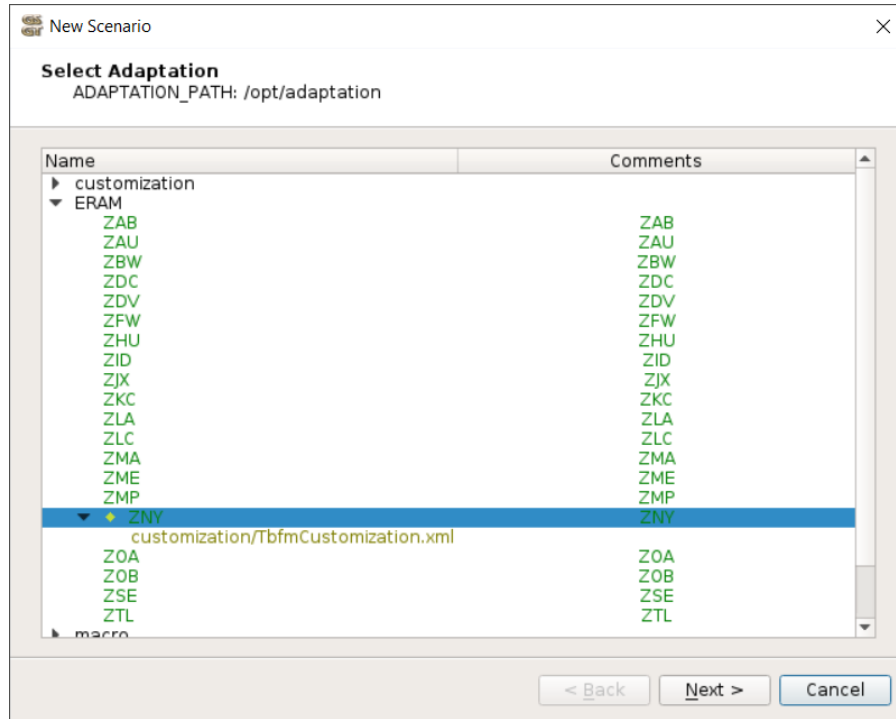 New Scenario
Select Adaptation
ADAPTATION_PATH: /opt/adaptation
Name Comments
customization
ERAM
ZAB ZAB
ZAU ZAU
ZBW ZBW
ZDC ZDC
ZDV ZDV
ZFW ZFW
ZHU ZHU
ZID ZID
ZJX ZJX
ZKC ZKC
ZLA ZLA
ZLC ZLC
ZMA ZMA
ZME ZME
ZMP ZMP
ZNY ZNY
customization/TbfmCustomization.xml
ZOA ZOA
ZOB ZOB
ZSE ZSE
ZTL ZTL
macro
< Back Next > Cancel